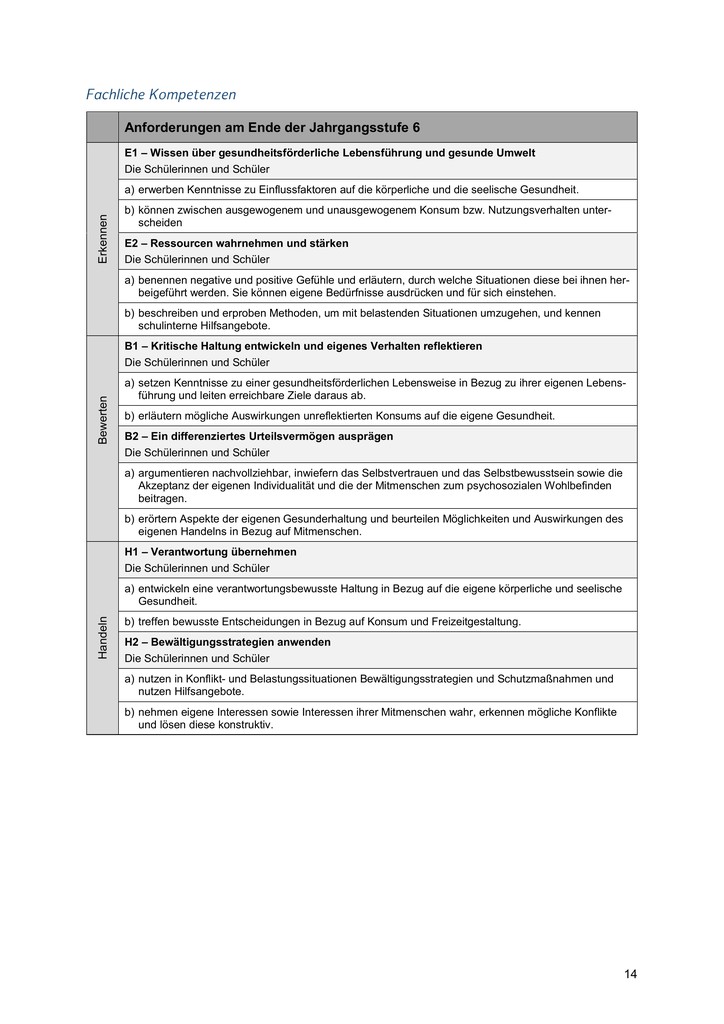 Fachliche Kompetenzen
Anforderungen am Ende der Jahrgangsstufe 6
Erkennen
E1 – Wissen über gesundheitsförderliche Lebensführung und gesunde Umwelt
Die Schülerinnen und Schüler
a) erwerben Kenntnisse zu Einflussfaktoren auf die körperliche und die seelische Gesundheit.
b) können zwischen ausgewogenem und unausgewogenem Konsum bzw. Nutzungsverhalten unter-
scheiden
E2 – Ressourcen wahrnehmen und stärken
Die Schülerinnen und Schüler
a) benennen negative und positive Gefühle und erläutern, durch welche Situationen diese bei ihnen her-
beigeführt werden. Sie können eigene Bedürfnisse ausdrücken und für sich einstehen.
b) beschreiben und erproben Methoden, um mit belastenden Situationen umzugehen, und kennen
schulinterne Hilfsangebote.
Bewerten
B1 – Kritische Haltung entwickeln und eigenes Verhalten reflektieren
Die Schülerinnen und Schüler
a) setzen Kenntnisse zu einer gesundheitsförderlichen Lebensweise in Bezug zu ihrer eigenen Lebens-
führung und leiten erreichbare Ziele daraus ab.
b) erläutern mögliche Auswirkungen unreflektierten Konsums auf die eigene Gesundheit.
B2 – Ein differenziertes Urteilsvermögen ausprägen
Die Schülerinnen und Schüler
a) argumentieren nachvollziehbar, inwiefern das Selbstvertrauen und das Selbstbewusstsein sowie die
Akzeptanz der eigenen Individualität und die der Mitmenschen zum psychosozialen Wohlbefinden
beitragen.
b) erörtern Aspekte der eigenen Gesunderhaltung und beurteilen Möglichkeiten und Auswirkungen des
eigenen Handelns in Bezug auf Mitmenschen.
Handeln
H1 – Verantwortung übernehmen
Die Schülerinnen und Schüler
a) entwickeln eine verantwortungsbewusste Haltung in Bezug auf die eigene körperliche und seelische
Gesundheit.
b) treffen bewusste Entscheidungen in Bezug auf Konsum und Freizeitgestaltung.
H2 – Bewältigungsstrategien anwenden
Die Schülerinnen und Schüler
a) nutzen in Konflikt- und Belastungssituationen Bewältigungsstrategien und Schutzmaßnahmen und
nutzen Hilfsangebote.
b) nehmen eigene Interessen sowie Interessen ihrer Mitmenschen wahr, erkennen mögliche Konflikte
und lösen diese konstruktiv.
14